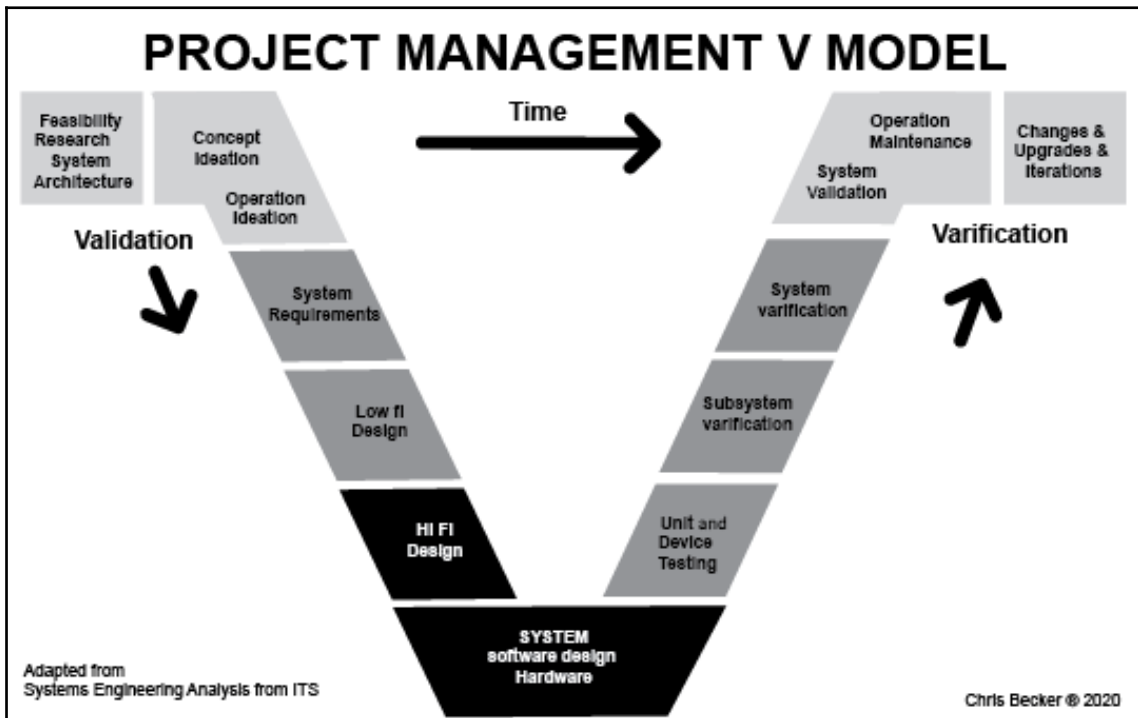 PROJECT MANAGEMENT V MODEL
Feasibility
Research
System
Architecture
Concept
Ideation
Operation
Ideation
Validation
Time
Operation
Maintenance
System
Validation
Changes &
Upgrades &
Iterations
Varification
System
Requirements
Low fi
Design
HI FI
Design
SYSTEM
software design
Hardware
Unit and
Device
Testing
Subsystem
varification
System
varification
Adapted from
Systems Engineering Analysis from ITS
Chris Becker ® 2020